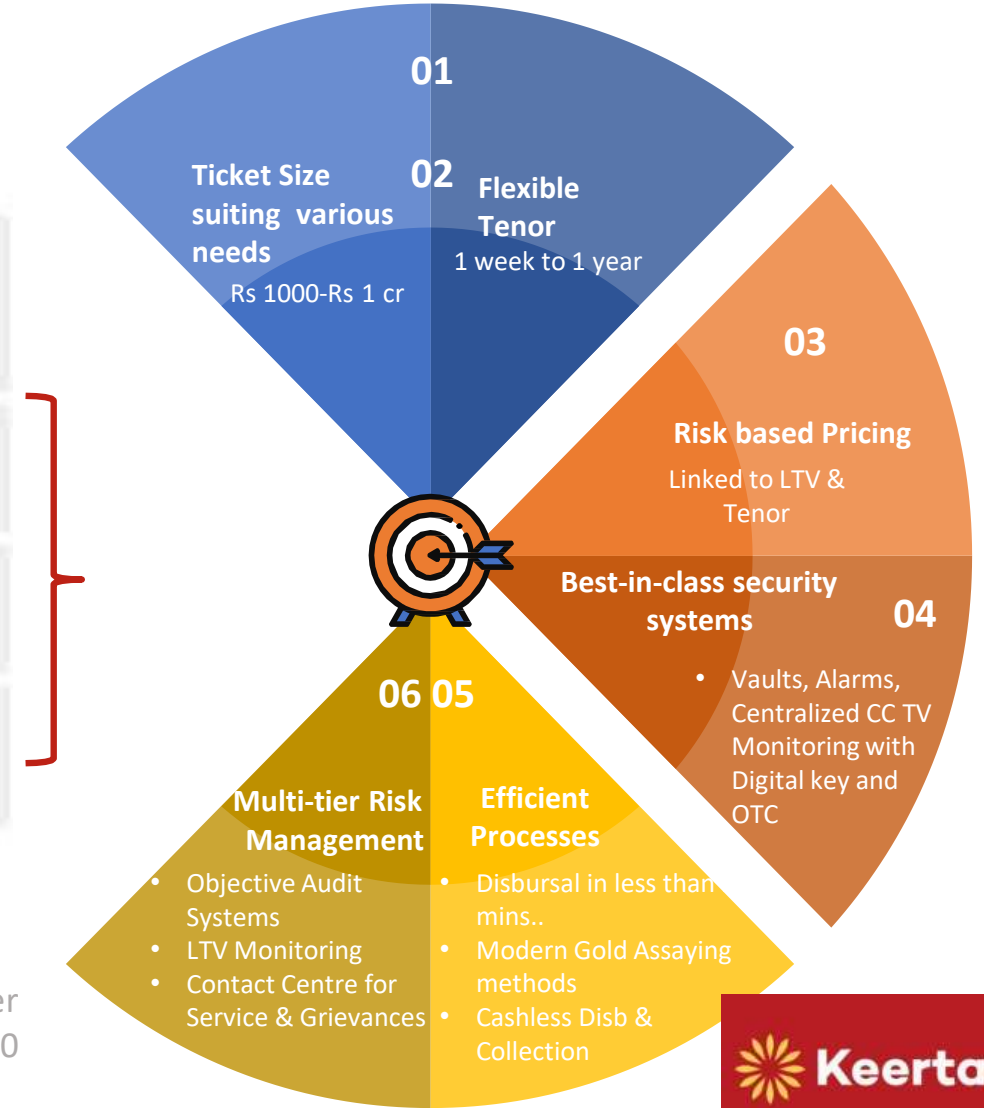 01
02
Ticket Size
suiting various
needs
Rs 1000-Rs 1 cr
Flexible
Tenor
1 week to 1 year
03
Risk based Pricing
Linked to LTV &
Tenor
Best-in-class security
systems
04
• Vaults, Alarms,
Centralized CC TV
Monitoring with
Digital key and
OTC
06 05
Multi-tier Risk
Management
• Objective Audit
Systems
• LTV Monitoring
• Contact Centre for
Service & Grievances
Efficient
Processes
• Disbursal in less than
mins..
• Modern Gold Assaying
methods
• Cashless Disb &
Collection
er
0
Keerta